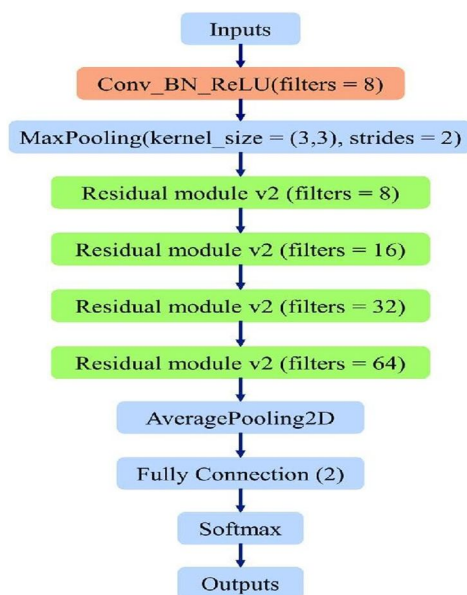 Inputs
Conv_BN_ReLU(filters = 8)
MaxPooling(kernel_size = (3,3), strides = 2)
Residual module v2 (filters = 8)
Residual module v2 (filters = 16)
Residual module v2 (filters = 32)
Residual module v2 (filters = 64)
AveragePooling2D
Fully Connection (2)
Softmax
Outputs